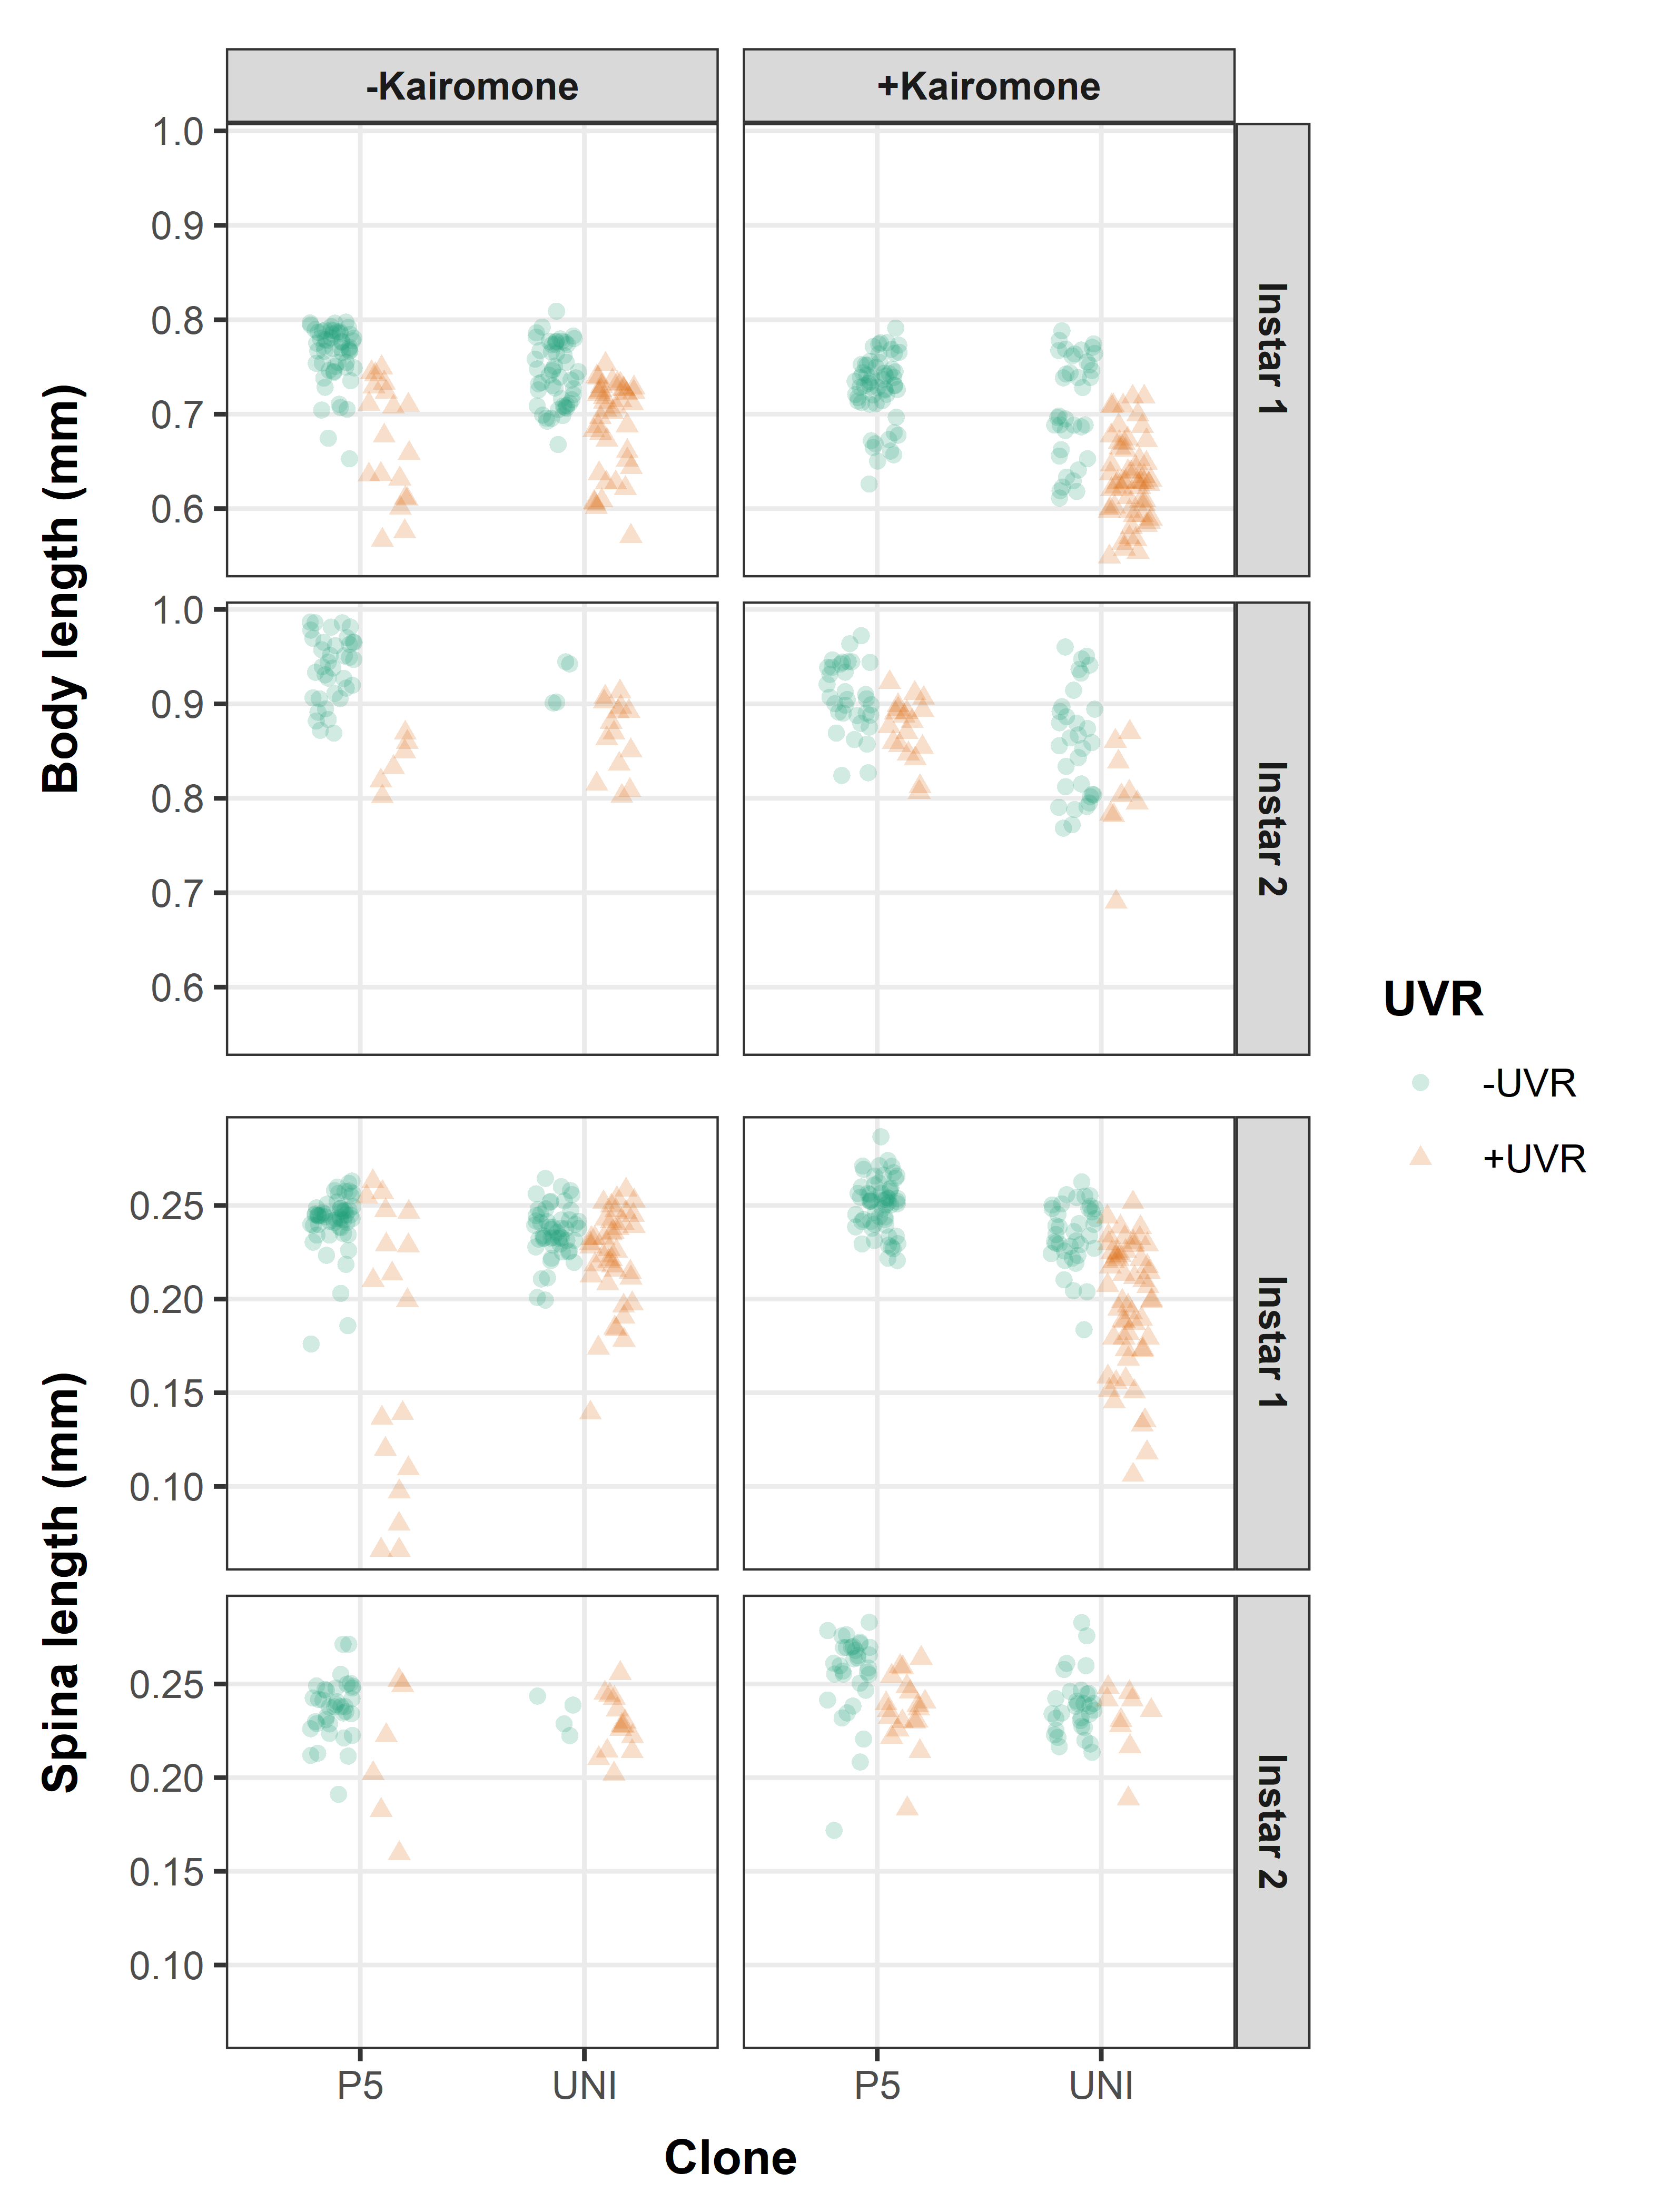 -Kairomone +Kairomone
1.0
0.9
0.8
0.7
0.6
Instar 1
1.0
0.9
0.8
0.7
0.6
Instar 2
Body length (mm)
0.25
0.20
0.15
0.10
Instar 1
0.25
0.20
0.15
0.10
Instar 2
Spina length (mm)
P5 UNI P5 UNI
Clone
UVR
-UVR
+UVR